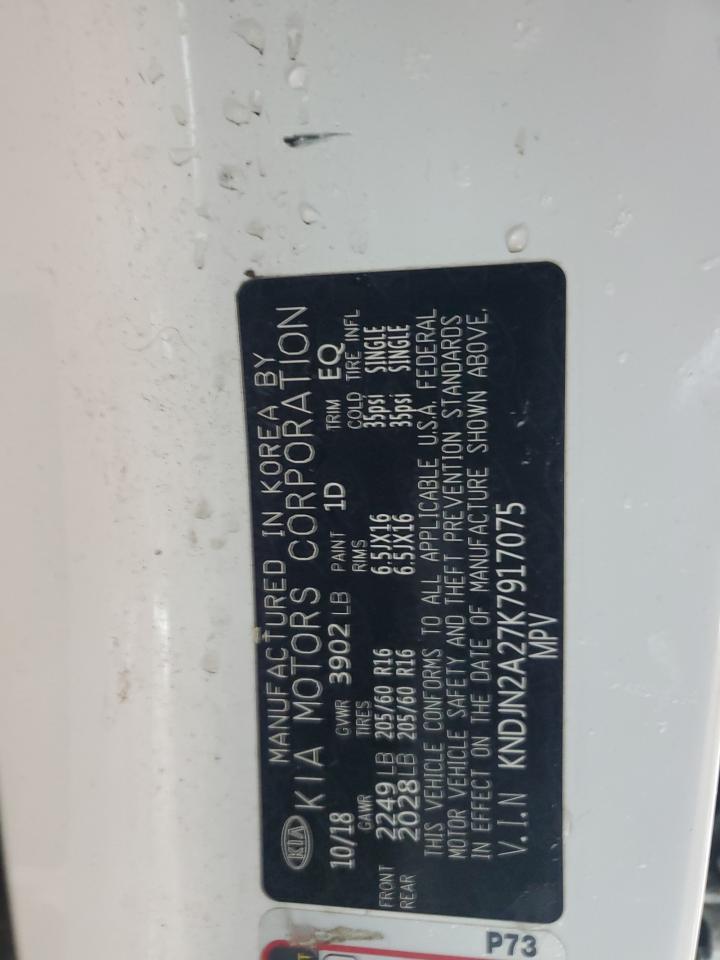 MANUFACTURED IN KOREA BY
KIA KIA MOTORS CORPORATION
10/18 GVWR 3902 LB PAINT 1D TRIM EQ
GAWR TIRES RIMS COLD TIRE INFL
FRONT 2249 LB 205/60 R16 6.5JX16 35psi SINGLE
REAR 2028 LB 205/60 R16 6.5JX16 35psi SINGLE
THIS VEHICLE CONFORMS TO ALL APPLICABLE U.S.A. FEDERAL
MOTOR VEHICLE SAFETY AND THEFT PREVENTION STANDARDS
IN EFFECT ON THE DATE OF MANUFACTURE SHOWN ABOVE.
V.I.N KNDJN2A27K7917075
MPV
P73